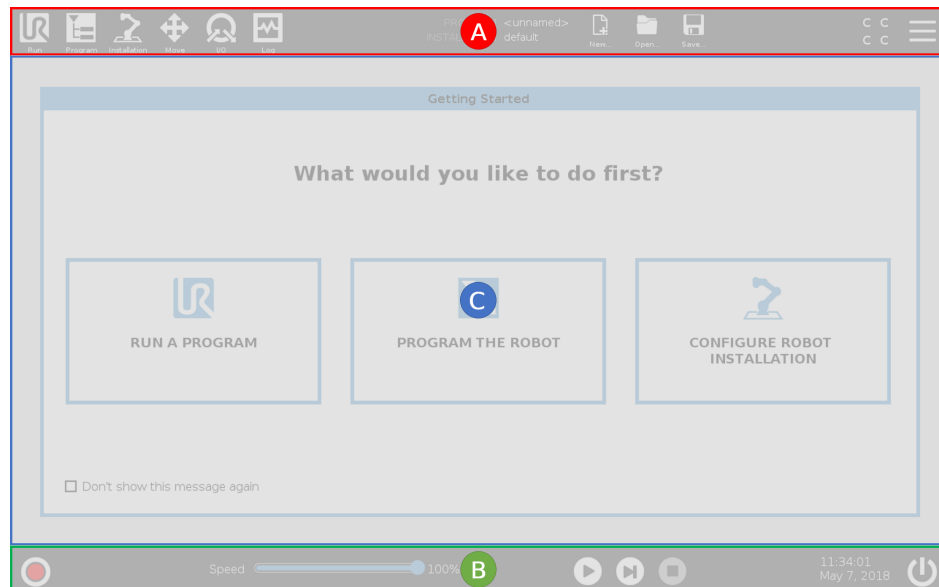 <unnamed>
A
default
Run
Program
Installation
Move
I/O
Log
New...
Open...
Save...
C C
C C
Getting Started
What would you like to do first?
C
RUN A PROGRAM
PROGRAM THE ROBOT
CONFIGURE ROBOT
INSTALLATION
Don't show this message again
Speed
100%
B
11:34:01
May 7, 2018